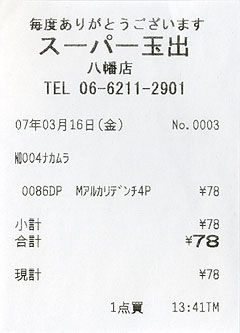 毎度ありがとうございます
スーパー玉出
八幡店
TEL 06-6211-2901
07年03月16日(金) No.0003
NO004ナカムラ
0086DP Mアルカリデンチ4P ¥78
小計 ¥78
合計 ¥78
現計 ¥78
1点買 13:41TM